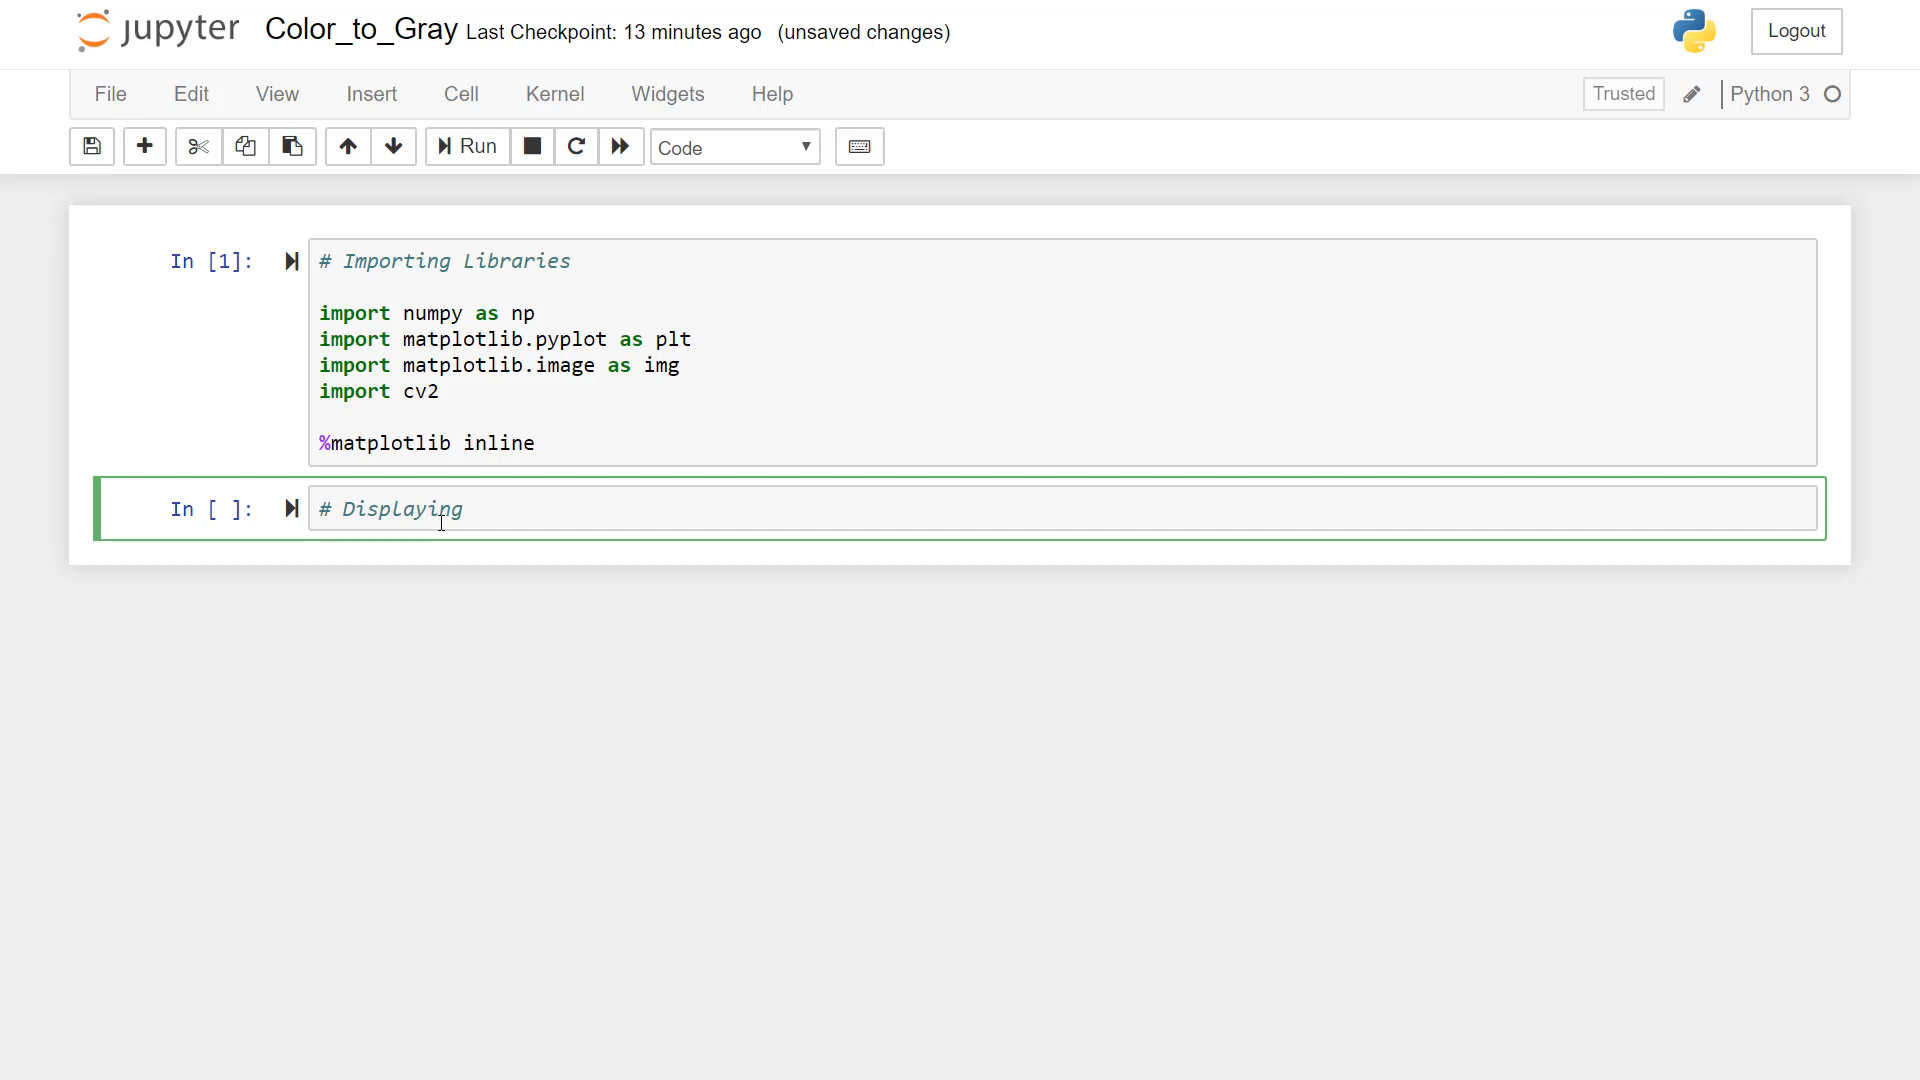 jupyter Color_to_Gray Last Checkpoint: 13 minutes ago (unsaved changes) Logout
File Edit View Insert Cell Kernel Widgets Help Trusted Python 3
Run Code
In [1]: # Importing Libraries
import numpy as np
import matplotlib.pyplot as plt
import matplotlib.image as img
import cv2
%matplotlib inline
In [ ]: # Displaying